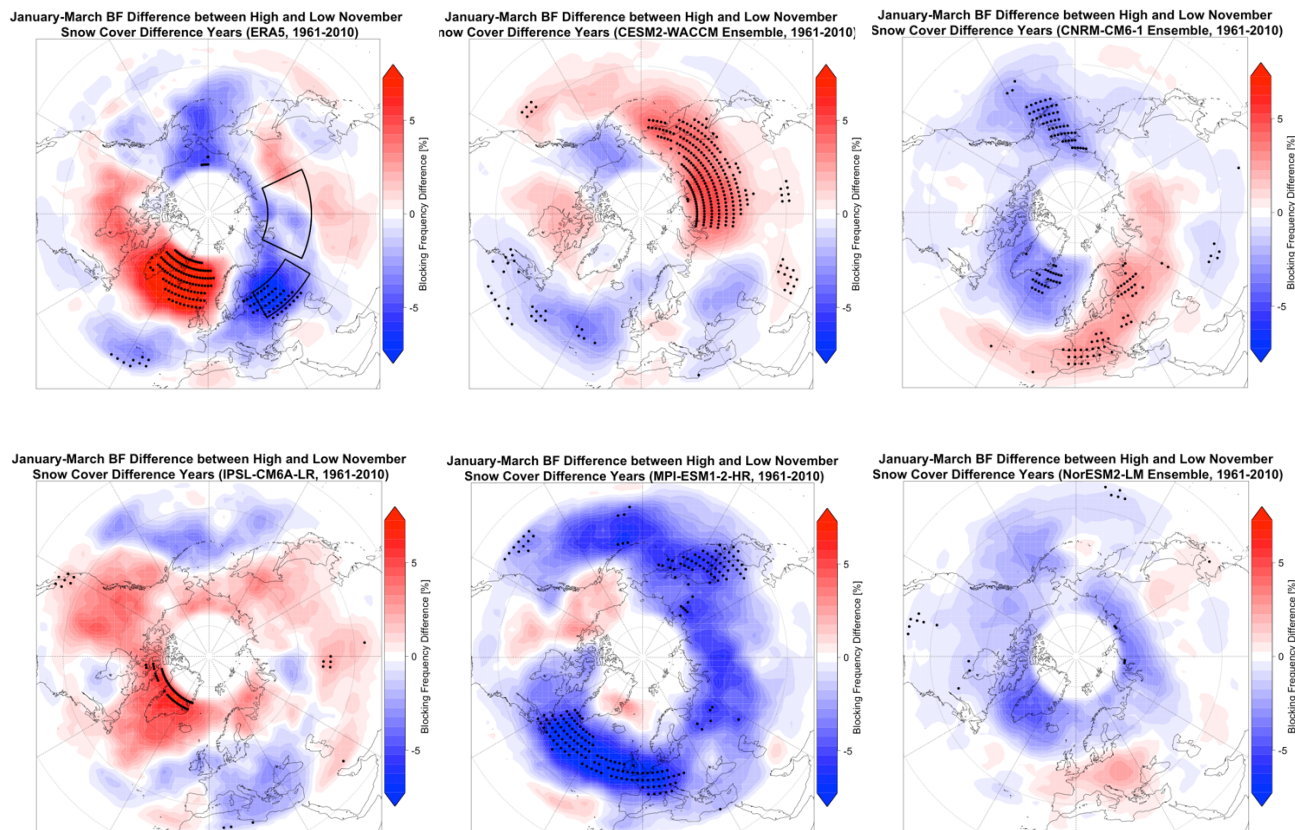 January-March BF Difference between High and Low November
Snow Cover Difference Years (ERA5, 1961-2010)
5
0
-5
Blocking Frequency Difference [%]
January-March BF Difference between High and Low November
now Cover Difference Years (CESM2-WACCM Ensemble, 1961-2010)
5
0
-5
Blocking Frequency Difference [%]
January-March BF Difference between High and Low November
Snow Cover Difference Years (CNRM-CM6-1 Ensemble, 1961-2010)
5
0
-5
Blocking Frequency Difference [%]
January-March BF Difference between High and Low November
Snow Cover Difference Years (IPSL-CM6A-LR, 1961-2010)
5
0
-5
Blocking Frequency Difference [%]
January-March BF Difference between High and Low November
Snow Cover Difference Years (MPI-ESM1-2-HR, 1961-2010)
5
0
-5
Blocking Frequency Difference [%]
January-March BF Difference between High and Low November
Snow Cover Difference Years (NorESM2-LM Ensemble, 1961-2010)
5
0
-5
Blocking Frequency Difference [%]